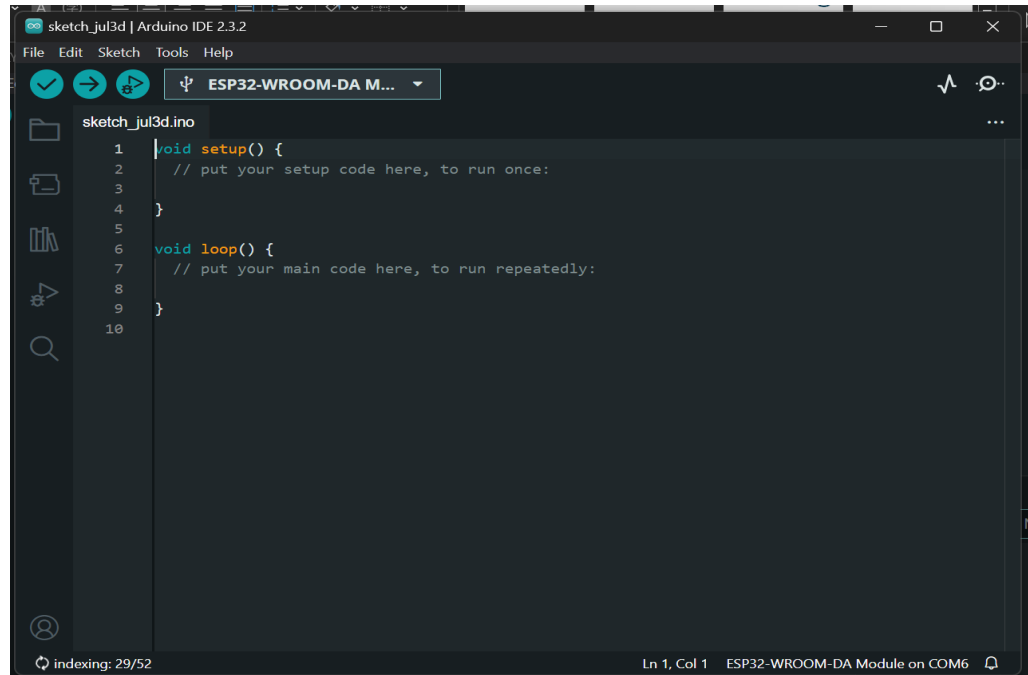 sketch_jul3d | Arduino IDE 2.3.2
File Edit Sketch Tools Help
ESP32-WROOM-DA M...
sketch_jul3d.ino
1 void setup() {
2 // put your setup code here, to run once:
3
4 }
5
6 void loop() {
7 // put your main code here, to run repeatedly:
8
9 }
10
indexing: 29/52 Ln 1, Col 1 ESP32-WROOM-DA Module on COM6